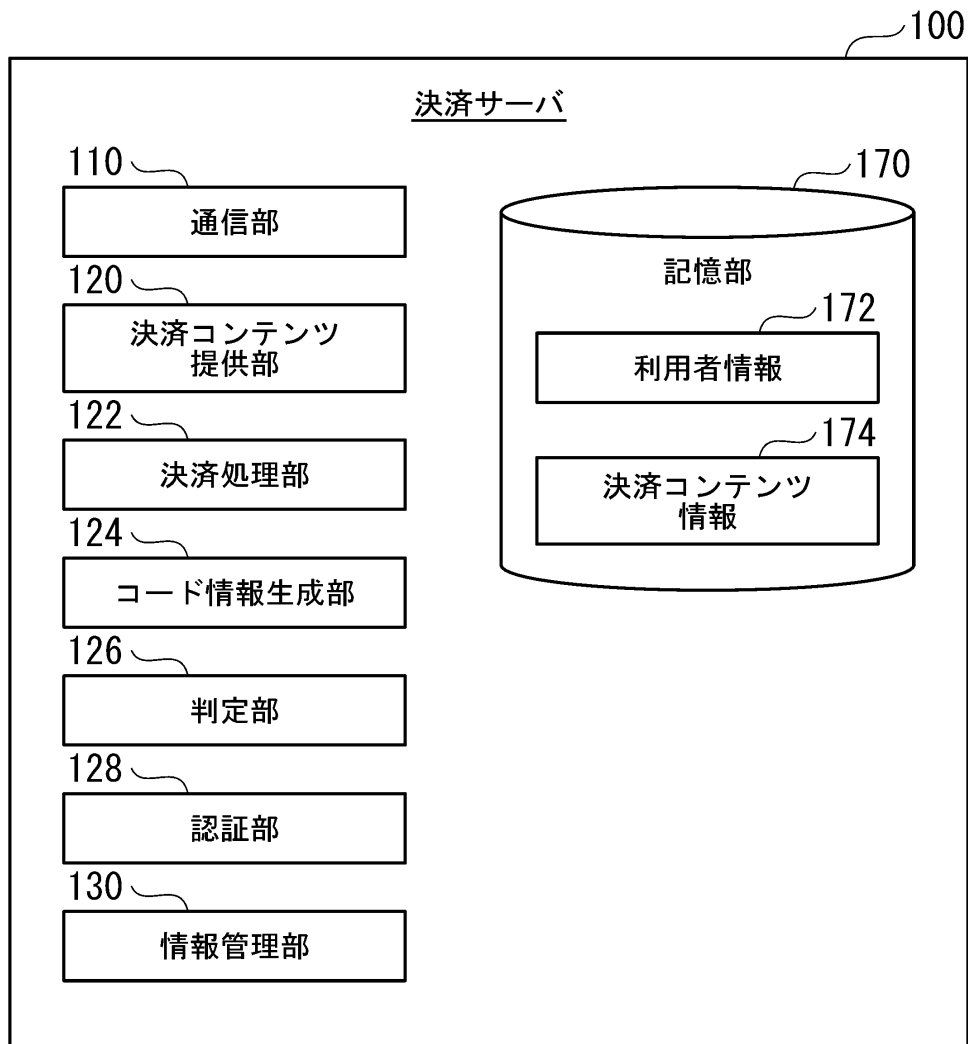 100
決済サーバ
110
通信部
120
決済コンテンツ
提供部
122
決済処理部
124
コード情報生成部
126
判定部
128
認証部
130
情報管理部
170
記憶部
172
利用者情報
174
決済コンテンツ
情報